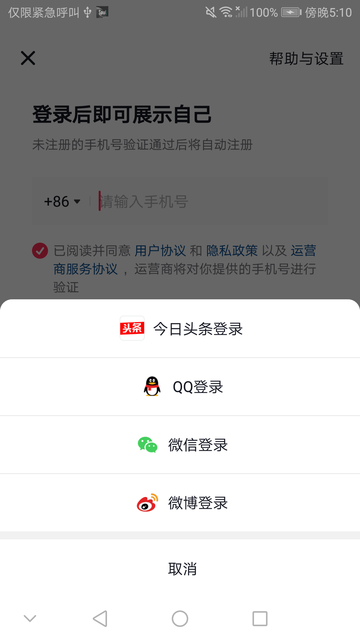 仅限紧急呼叫 100% 傍晚5:10
帮助与设置
登录后即可展示自己
未注册的手机号验证通过后将自动注册
+86 请输入手机号
已阅读并同意 用户协议 和 隐私政策 以及 运营
商服务协议 ，运营商将对你提供的手机号进行
验证
头条 今日头条登录
QQ登录
微信登录
微博登录
取消